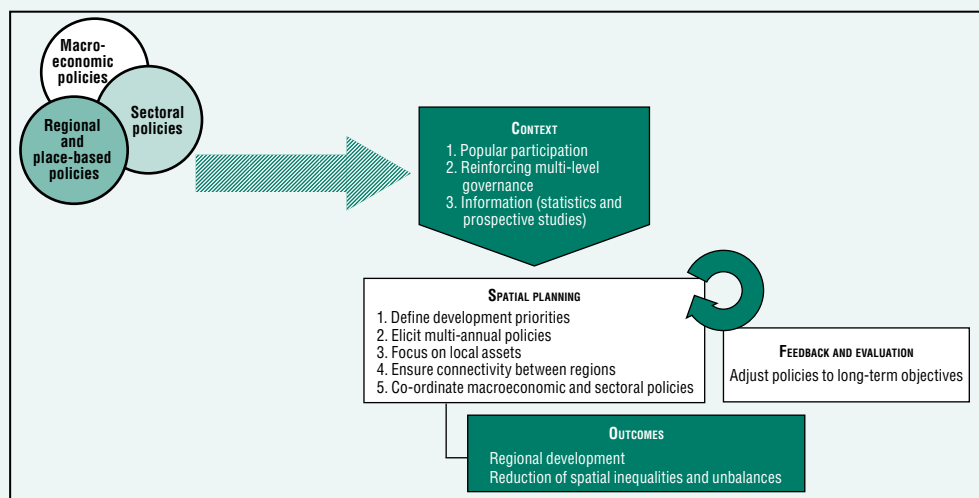 Macro-
economic
policies
Sectoral
policies
Regional
and
place-based
policies
CONTEXT
1. Popular participation
2. Reinforcing multi-level
governance
3. Information (statistics and
prospective studies)
SPATIAL PLANNING
1. Define development priorities
2. Elicit multi-annual policies
3. Focus on local assets
4. Ensure connectivity between regions
5. Co-ordinate macroeconomic and sectoral policies
FEEDBACK AND EVALUATION
Adjust policies to long-term objectives
OUTCOMES
Regional development
Reduction of spatial inequalities and unbalances